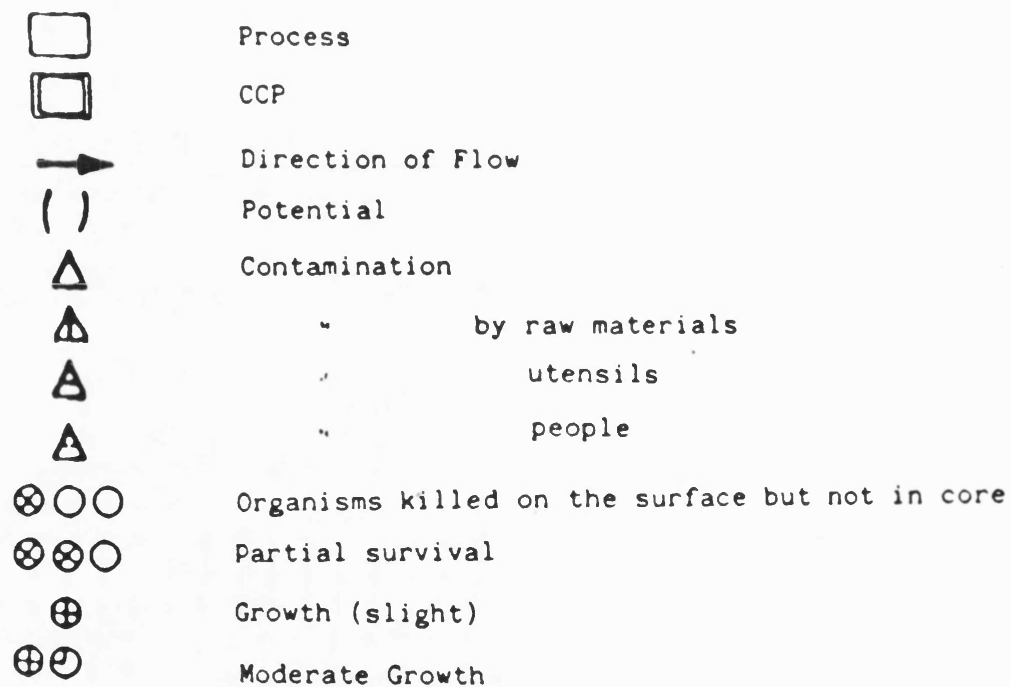 Process
CCP
Direction of Flow
( ) Potential
Contamination
" by raw materials
" utensils
" people
Organisms killed on the surface but not in core
Partial survival
Growth (slight)
Moderate Growth